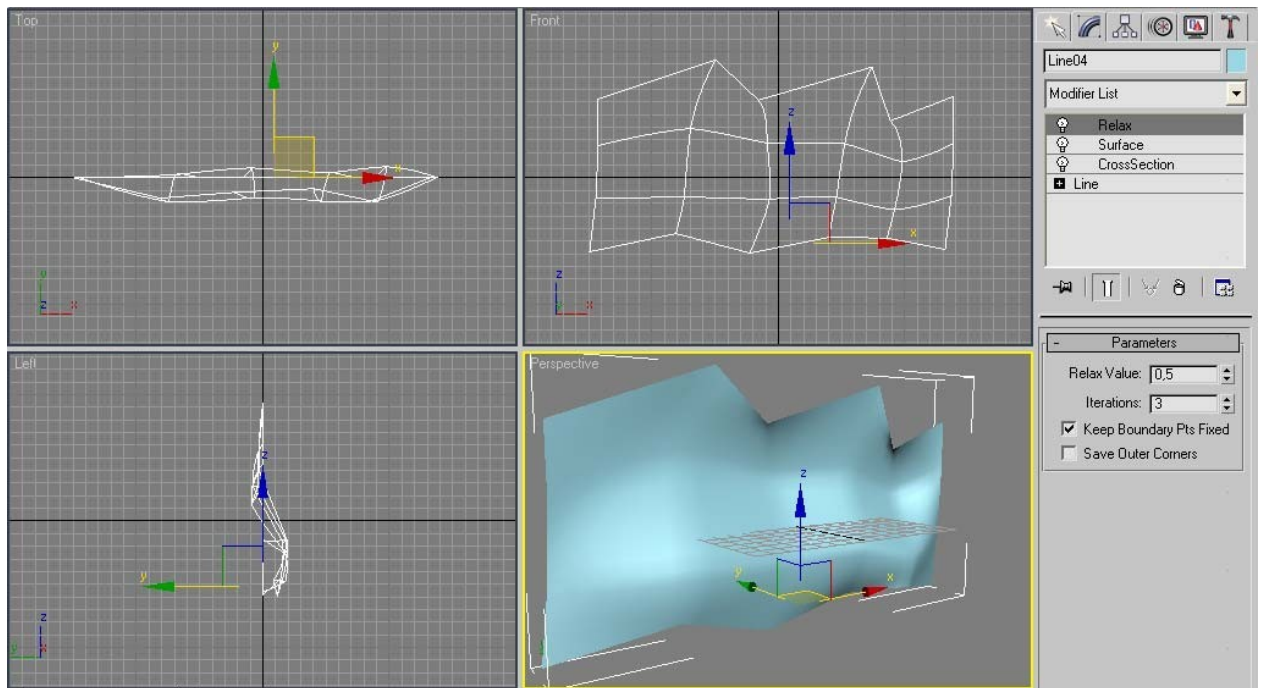 Top
Front
Left
Perspective
y
x
y
z
x
z
x
z
x
z
y
z
y
x
z
y
x
Line04
Modifier List
Relax
Surface
CrossSection
Line
Parameters
Relax Value: 0,5
Iterations: 3
Keep Boundary Pts Fixed
Save Outer Corners